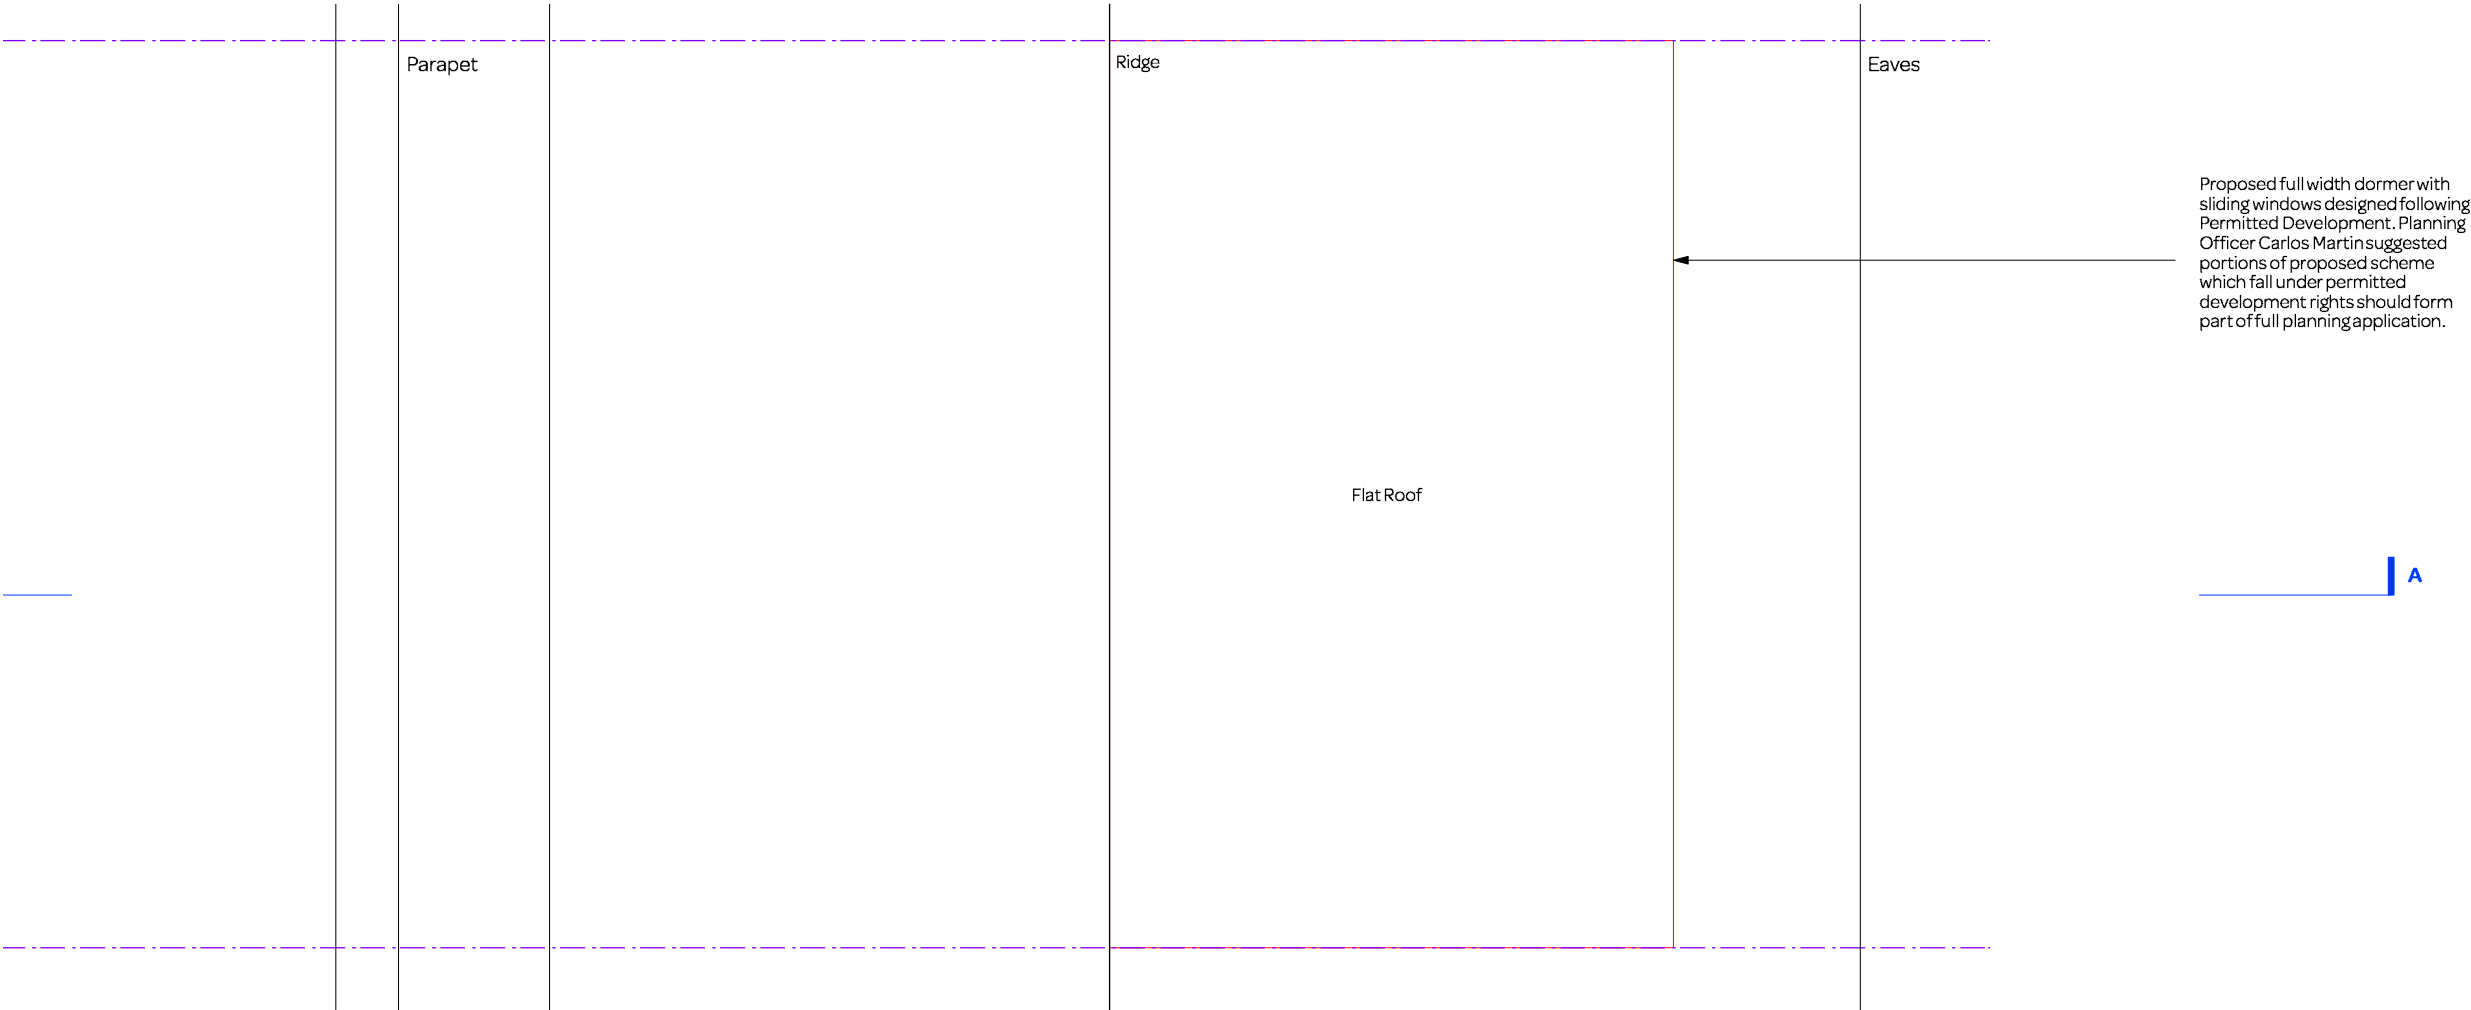 Parapet
Ridge
Eaves
Proposed full width dormer with
sliding windows designed following
Permitted Development. Planning
Officer Carlos Martin suggested
portions of proposed scheme
which fall under permitted
development rights should form
part of full planning application.
Flat Roof
A